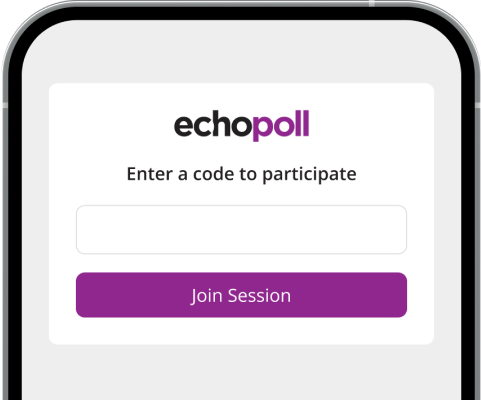 echopoll
Enter a code to participate
Join Session